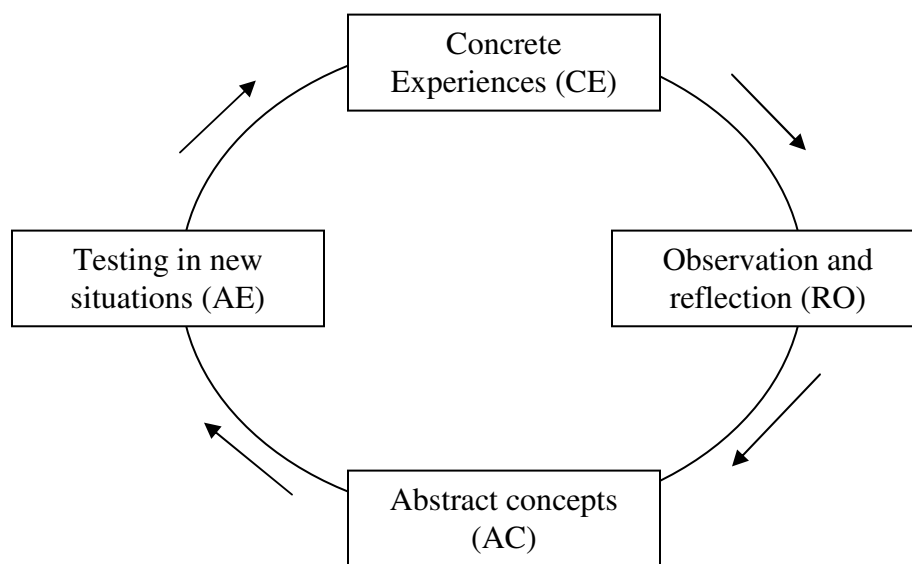 Concrete
Experiences (CE)
Testing in new
situations (AE)
Observation and
reflection (RO)
Abstract concepts
(AC)